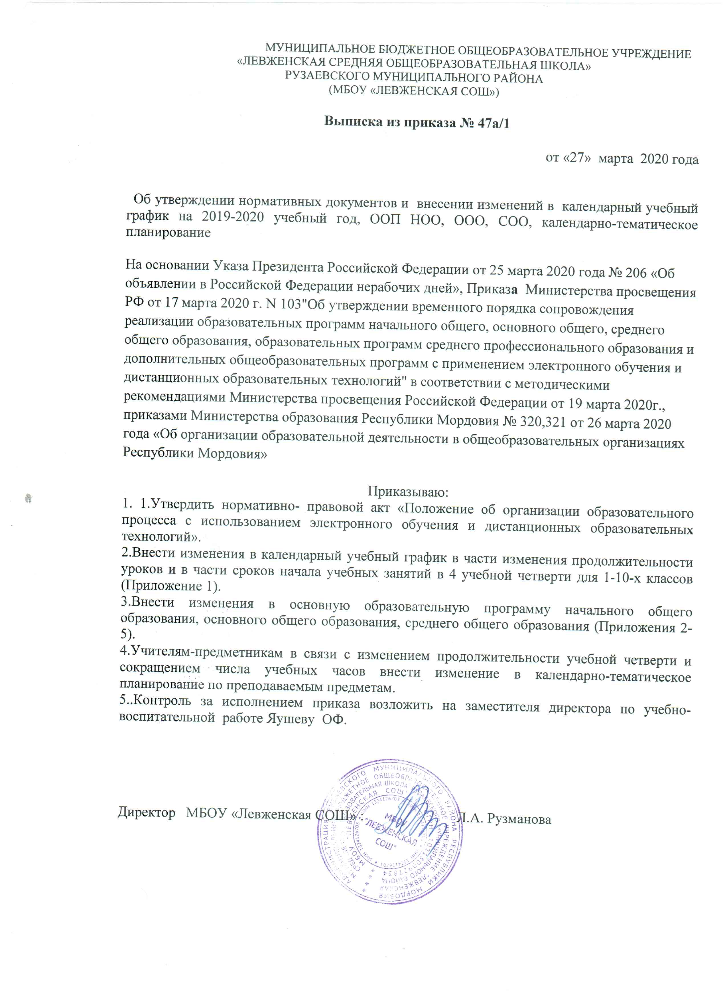 МУНИЦИПАЛЬНОЕ БЮДЖЕТНОЕ ОБЩЕОБРАЗОВАТЕЛЬНОЕ УЧРЕЖДЕНИЕ
«ЛЕВЖЕНСКАЯ СРЕДНЯЯ ОБЩЕОБРАЗОВАТЕЛЬНАЯ ШКОЛА»
РУЗАЕВСКОГО МУНИЦИПАЛЬНОГО РАЙОНА
(МБОУ «ЛЕВЖЕНСКАЯ СОШ»)
Выписка из приказа № 47а/1
от «27» марта 2020 года
Об утверждении нормативных документов и внесении изменений в календарный учебный
график на 2019-2020 учебный год, ООП НОО, ООО, СОО, календарно-тематическое
планирование
На основании Указа Президента Российской Федерации от 25 марта 2020 года № 206 «Об
объявлении в Российской Федерации нерабочих дней», Приказа Министерства просвещения
РФ от 17 марта 2020 г. N 103"Об утверждении временного порядка сопровождения
реализации образовательных программ начального общего, основного общего, среднего
общего образования, образовательных программ среднего профессионального образования и
дополнительных общеобразовательных программ с применением электронного обучения и
дистанционных образовательных технологий" в соответствии с методическими
рекомендациями Министерства просвещения Российской Федерации от 19 марта 2020г.,
приказами Министерства образования Республики Мордовия № 320,321 от 26 марта 2020
года «Об организации образовательной деятельности в общеобразовательных организациях
Республики Мордовия»
Приказываю:
1. 1.Утвердить нормативно- правовой акт «Положение об организации образовательного
процесса с использованием электронного обучения и дистанционных образовательных
технологий».
2.Внести изменения в календарный учебный график в части изменения продолжительности
уроков и в части сроков начала учебных занятий в 4 учебной четверти для 1-10-х классов
(Приложение 1).
3.Внести изменения в основную образовательную программу начального общего
образования, основного общего образования, среднего общего образования (Приложения 2-
5).
4.Учителям-предметникам в связи с изменением продолжительности учебной четверти и
сокращением числа учебных часов внести изменение в календарно-тематическое
планирование по преподаваемым предметам.
5..Контроль за исполнением приказа возложить на заместителя директора по учебно-
воспитательной работе Яушеву ОФ.
Директор МБОУ «Левженская СОШ» : Л.А. Рузманова
МУНИЦИПАЛЬНОГО РАЙОНА РЕСПУБЛИКИ МОРДОВИЯ
МБОУ "ЛЕВЖЕНСКАЯ СОШ"
ИНН 1324126703
МБОУ
"ЛЕВЖЕНСКАЯ
СОШ"